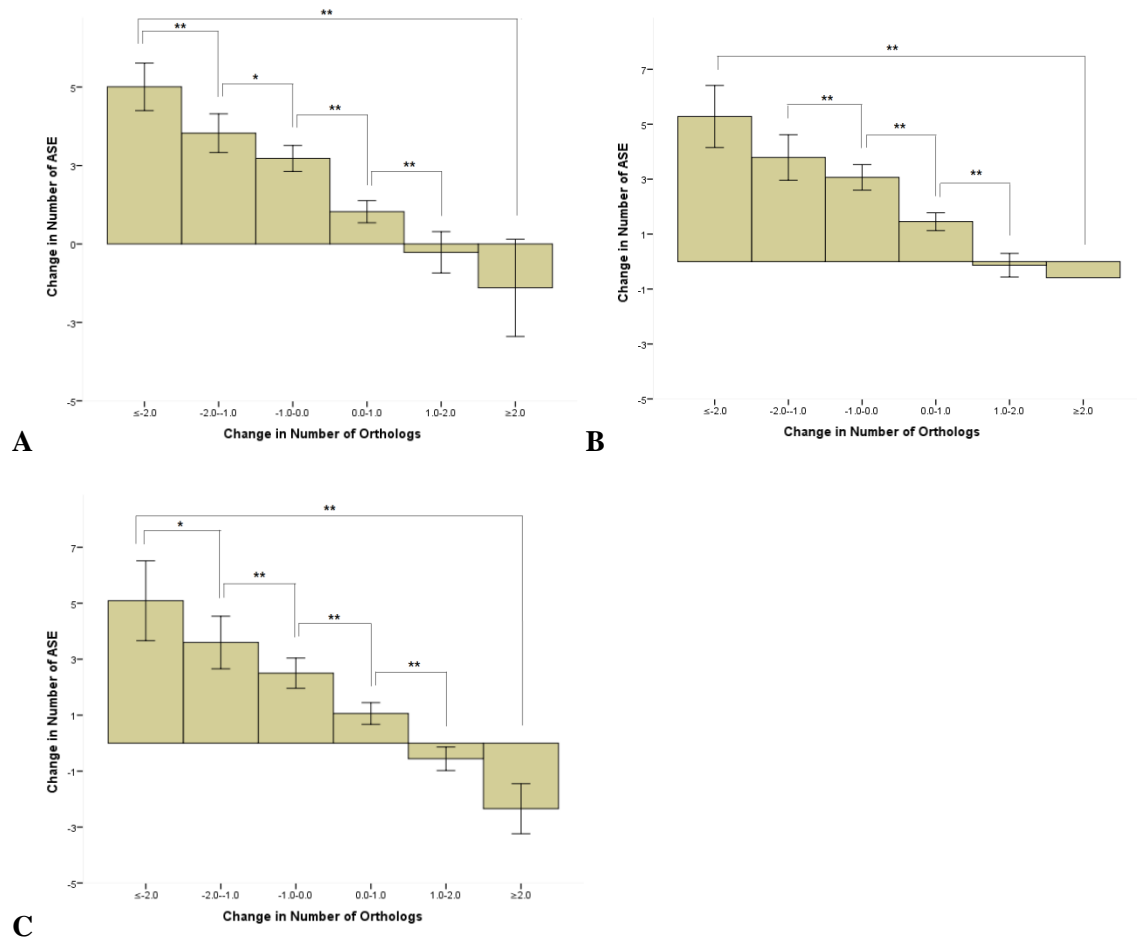 **
**
*
**
**
Change in Number of ASE
5
3
0
-3
-5
≤-2.0 -2.0--1.0 -1.0-0.0 0.0-1.0 1.0-2.0 ≥2.0
Change in Number of Orthologs
A
**
**
**
**
Change in Number of ASE
7
5
3
1
-1
-3
-5
≤-2.0 -2.0--1.0 -1.0-0.0 0.0-1.0 1.0-2.0 ≥2.0
Change in Number of Orthologs
B
**
*
**
**
**
Change in Number of ASE
7
5
3
1
-1
-3
-5
≤-2.0 -2.0--1.0 -1.0-0.0 0.0-1.0 1.0-2.0 ≥2.0
Change in Number of Orthologs
C